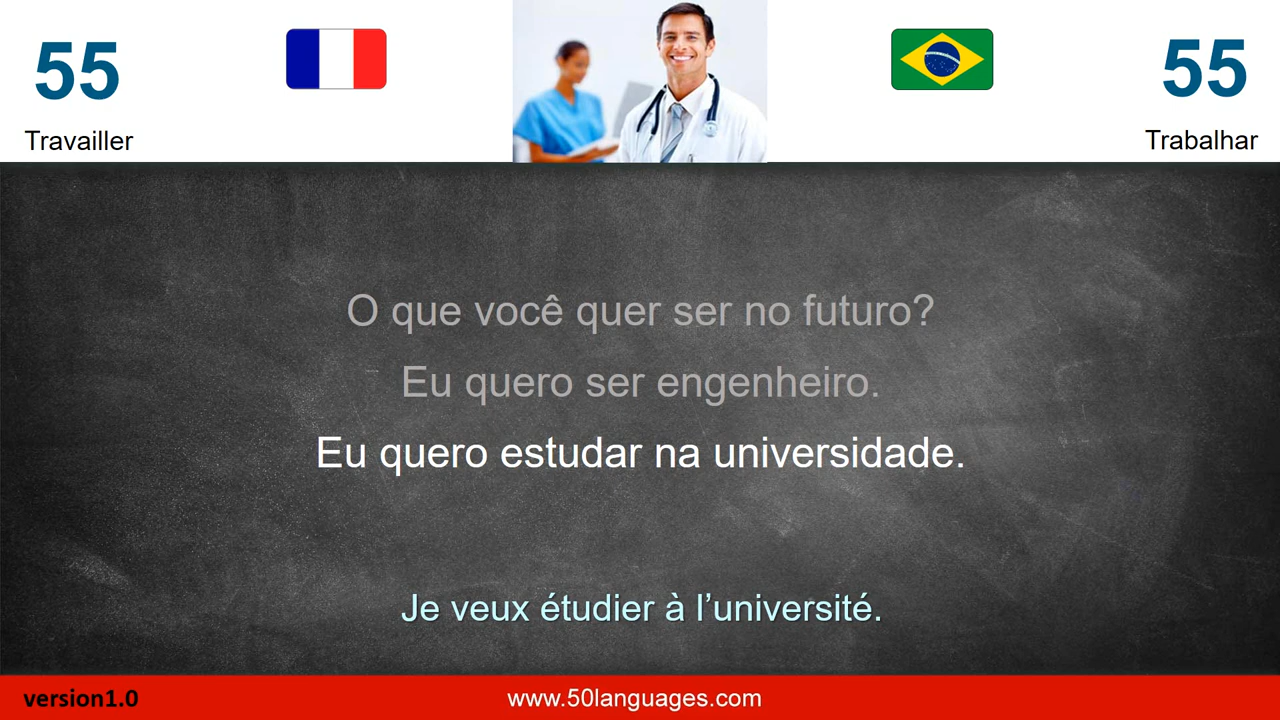 55
55
Travailler
Trabalhar
O que você quer ser no futuro?
Eu quero ser engenheiro.
Eu quero estudar na universidade.
Je veux étudier à l’université.
version1.0
www.50languages.com